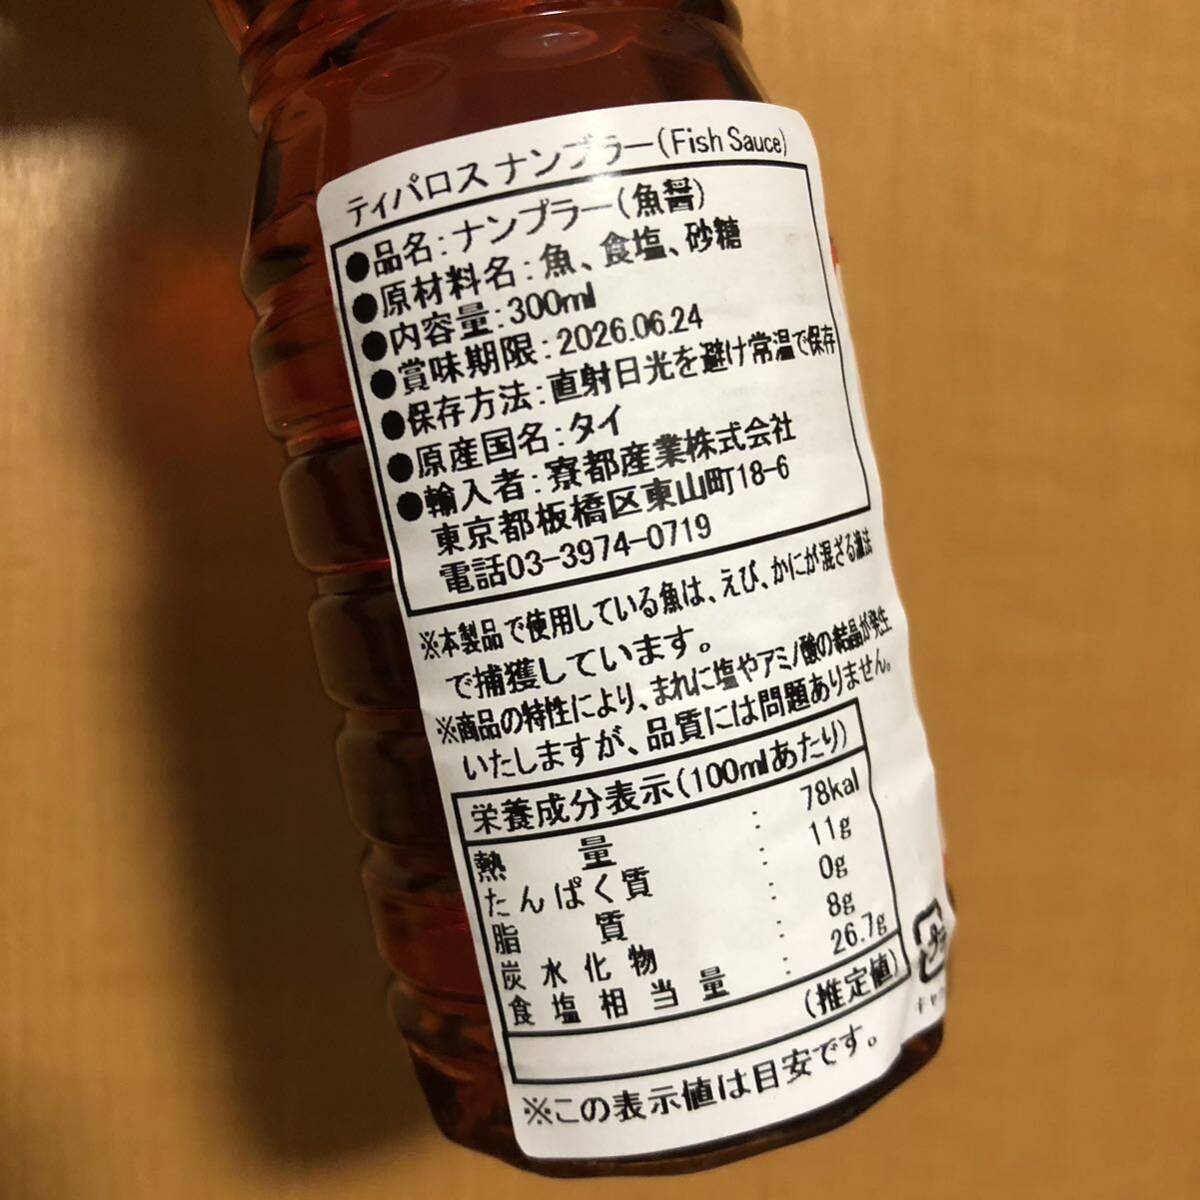 ティパロス ナンプラー(Fish Sauce)
●品名:ナンプラー(魚醤)
●原材料名:魚、食塩、砂糖
●内容量:300ml
●賞味期限:2026.06.24
●保存方法:直射日光を避け常温で保存
●原産国名:タイ
●輸入者:寮都産業株式会社
東京都板橋区東山町18-6
電話03-3974-0719
※本製品で使用している魚は、えび、かにが混ざる漁法
で捕獲しています。
※商品の特性により、まれに塩やアミノ酸の結晶が発生
いたしますが、品質には問題ありません。
栄養成分表示(100mlあたり)
熱量 : 78kal
たんぱく質 : 11g
脂質 : 0g
炭水化物 : 8g
食塩相当量 : 26.7g
(推定値)
※この表示値は目安です。